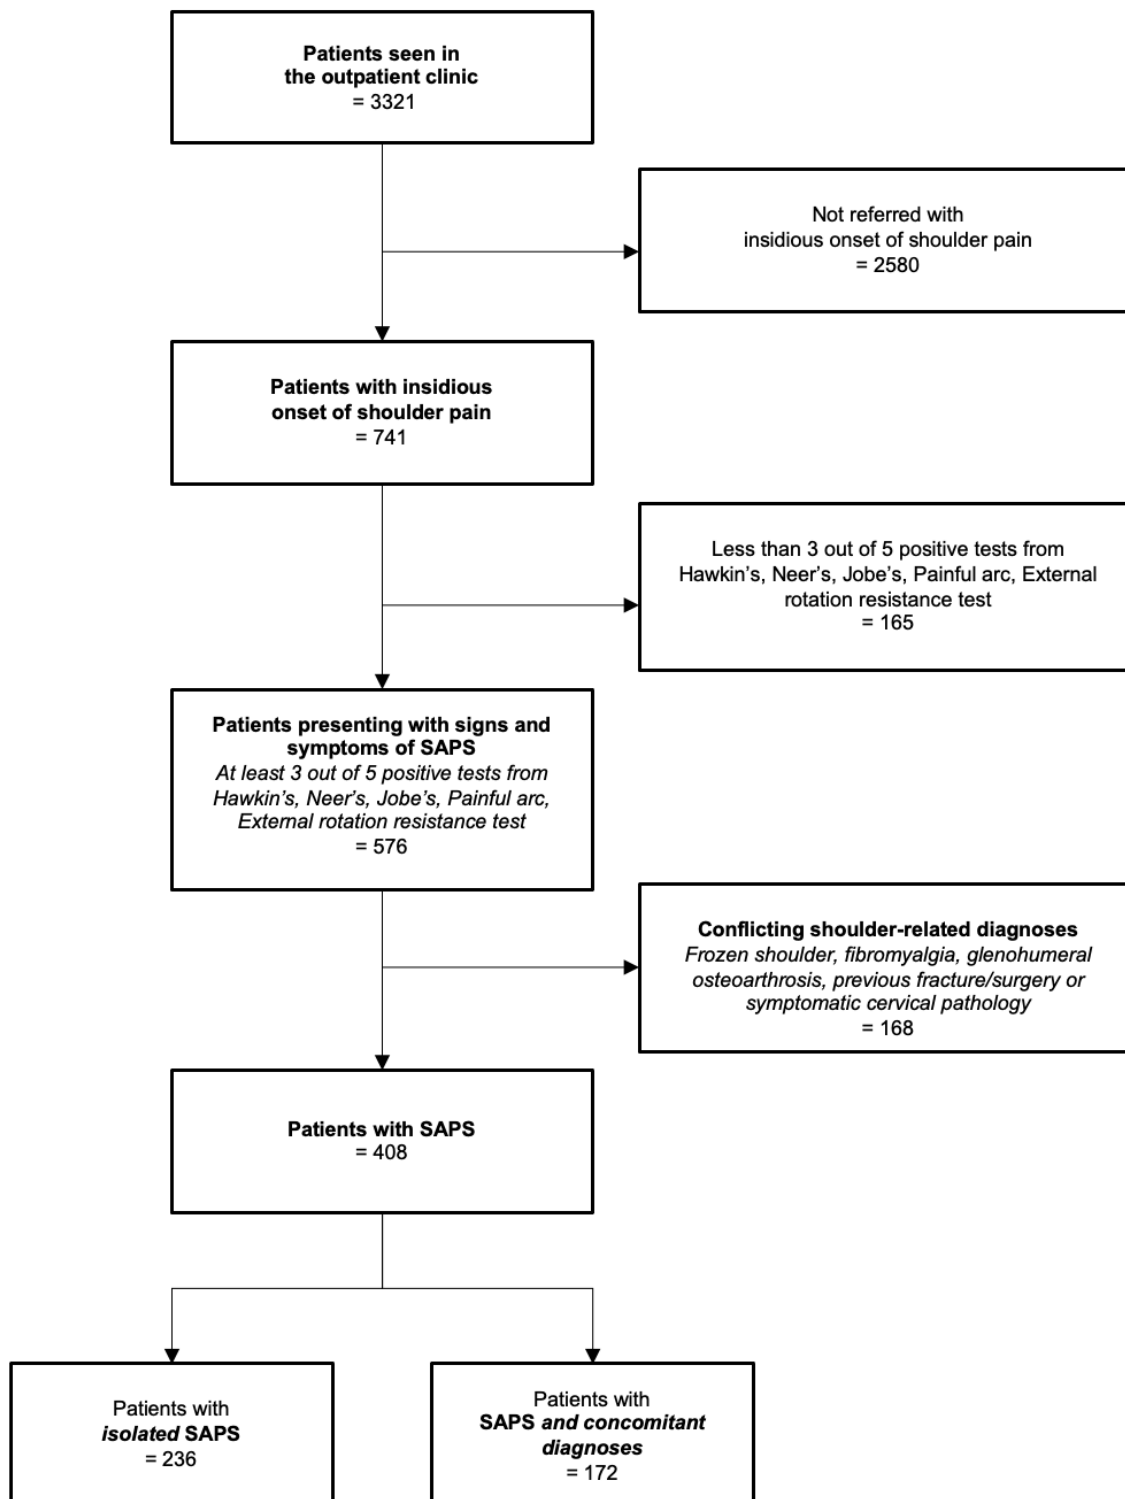 Patients seen in
the outpatient clinic
= 3321
Not referred with
insidious onset of shoulder pain
= 2580
Patients with insidious
onset of shoulder pain
= 741
Less than 3 out of 5 positive tests from
Hawkin's, Neer's, Jobe's, Painful arc, External
rotation resistance test
= 165
Patients presenting with signs and
symptoms of SAPS
At least 3 out of 5 positive tests from
Hawkin's, Neer's, Jobe's, Painful arc,
External rotation resistance test
= 576
Conflicting shoulder-related diagnoses
Frozen shoulder, fibromyalgia, glenohumeral
osteoarthrosis, previous fracture/surgery or
symptomatic cervical pathology
= 168
Patients with SAPS
= 408
Patients with
isolated SAPS
= 236
Patients with
SAPS and concomitant
diagnoses
= 172